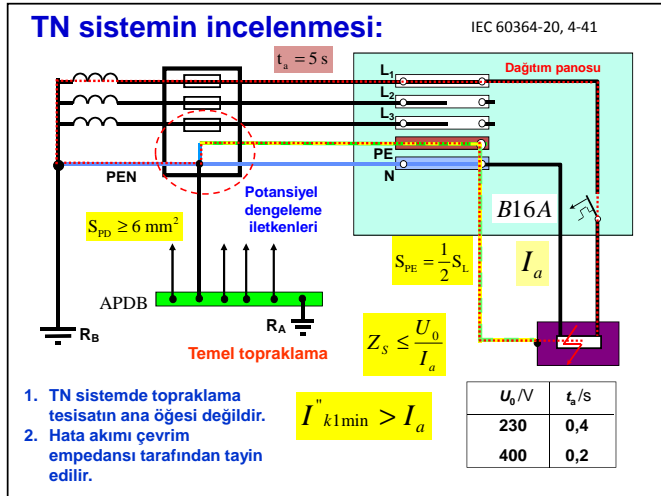 TN sistemin incelenmesi:
IEC 60364-20, 4-41
t_a = 5 s
Dağıtım panosu
L₁
L₂
L₃
PE
N
PEN
Potansiyel
dengeleme
iletkenleri
S_PD ≥ 6 mm²
B16A
S_PE = 1/2 S_L
I_a
APDB
R_B
R_A
Temel topraklama
Z_S ≤ U_0 / I_a
1. TN sistemde topraklama
tesisatın ana öğesi değildir.
2. Hata akımı çevrim
empedansı tarafından tayin
edilir.
I"_k1min > I_a
U₀/V t_a/s
230 0,4
400 0,2